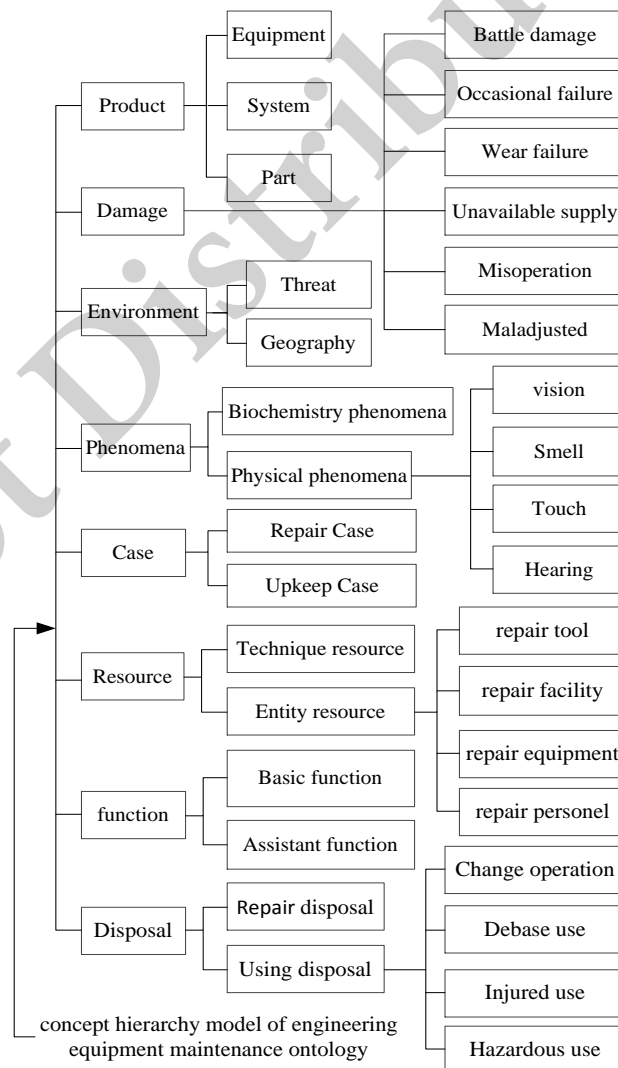 Equipment
Battle damage
Product
System
Occasional failure
Part
Wear failure
Damage
Unavailable supply
Environment
Threat
Misoperation
Geography
Maladjusted
Phenomena
Biochemistry phenomena
vision
Physical phenomena
Smell
Touch
Hearing
Case
Repair Case
Upkeep Case
Resource
Technique resource
repair tool
Entity resource
repair facility
repair equipment
repair personel
function
Basic function
Assistant function
Disposal
Repair disposal
Change operation
Using disposal
Debase use
Injured use
Hazardous use
concept hierarchy model of engineering
equipment maintenance ontology
t Distribu